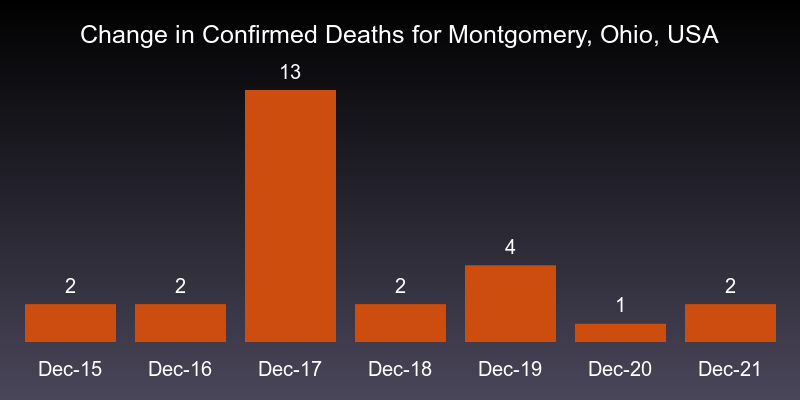 Change in Confirmed Deaths for Montgomery, Ohio, USA
13
4
2 2 2 2
1
Dec-15 Dec-16 Dec-17 Dec-18 Dec-19 Dec-20 Dec-21